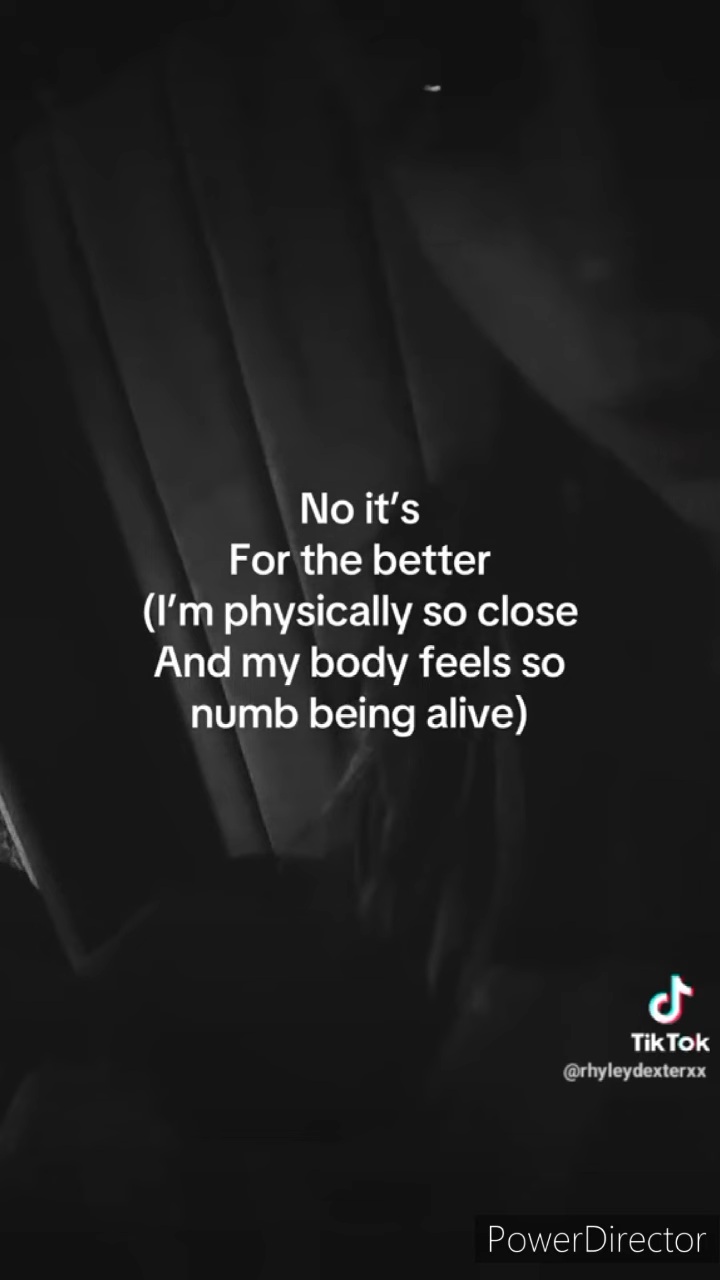 No it's
For the better
(I'm physically so close
And my body feels so
numb being alive)
TikTok
@rhyleydexterxx
PowerDirector